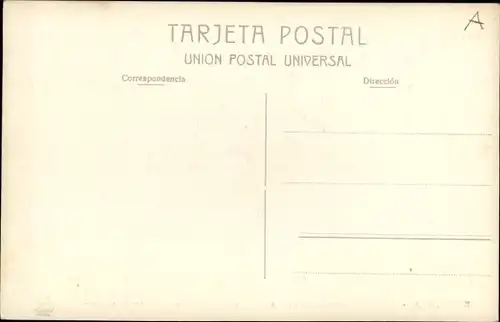 A
TARJETA POSTAL
UNION POSTAL UNIVERSAL
Correspondencia
Dirección